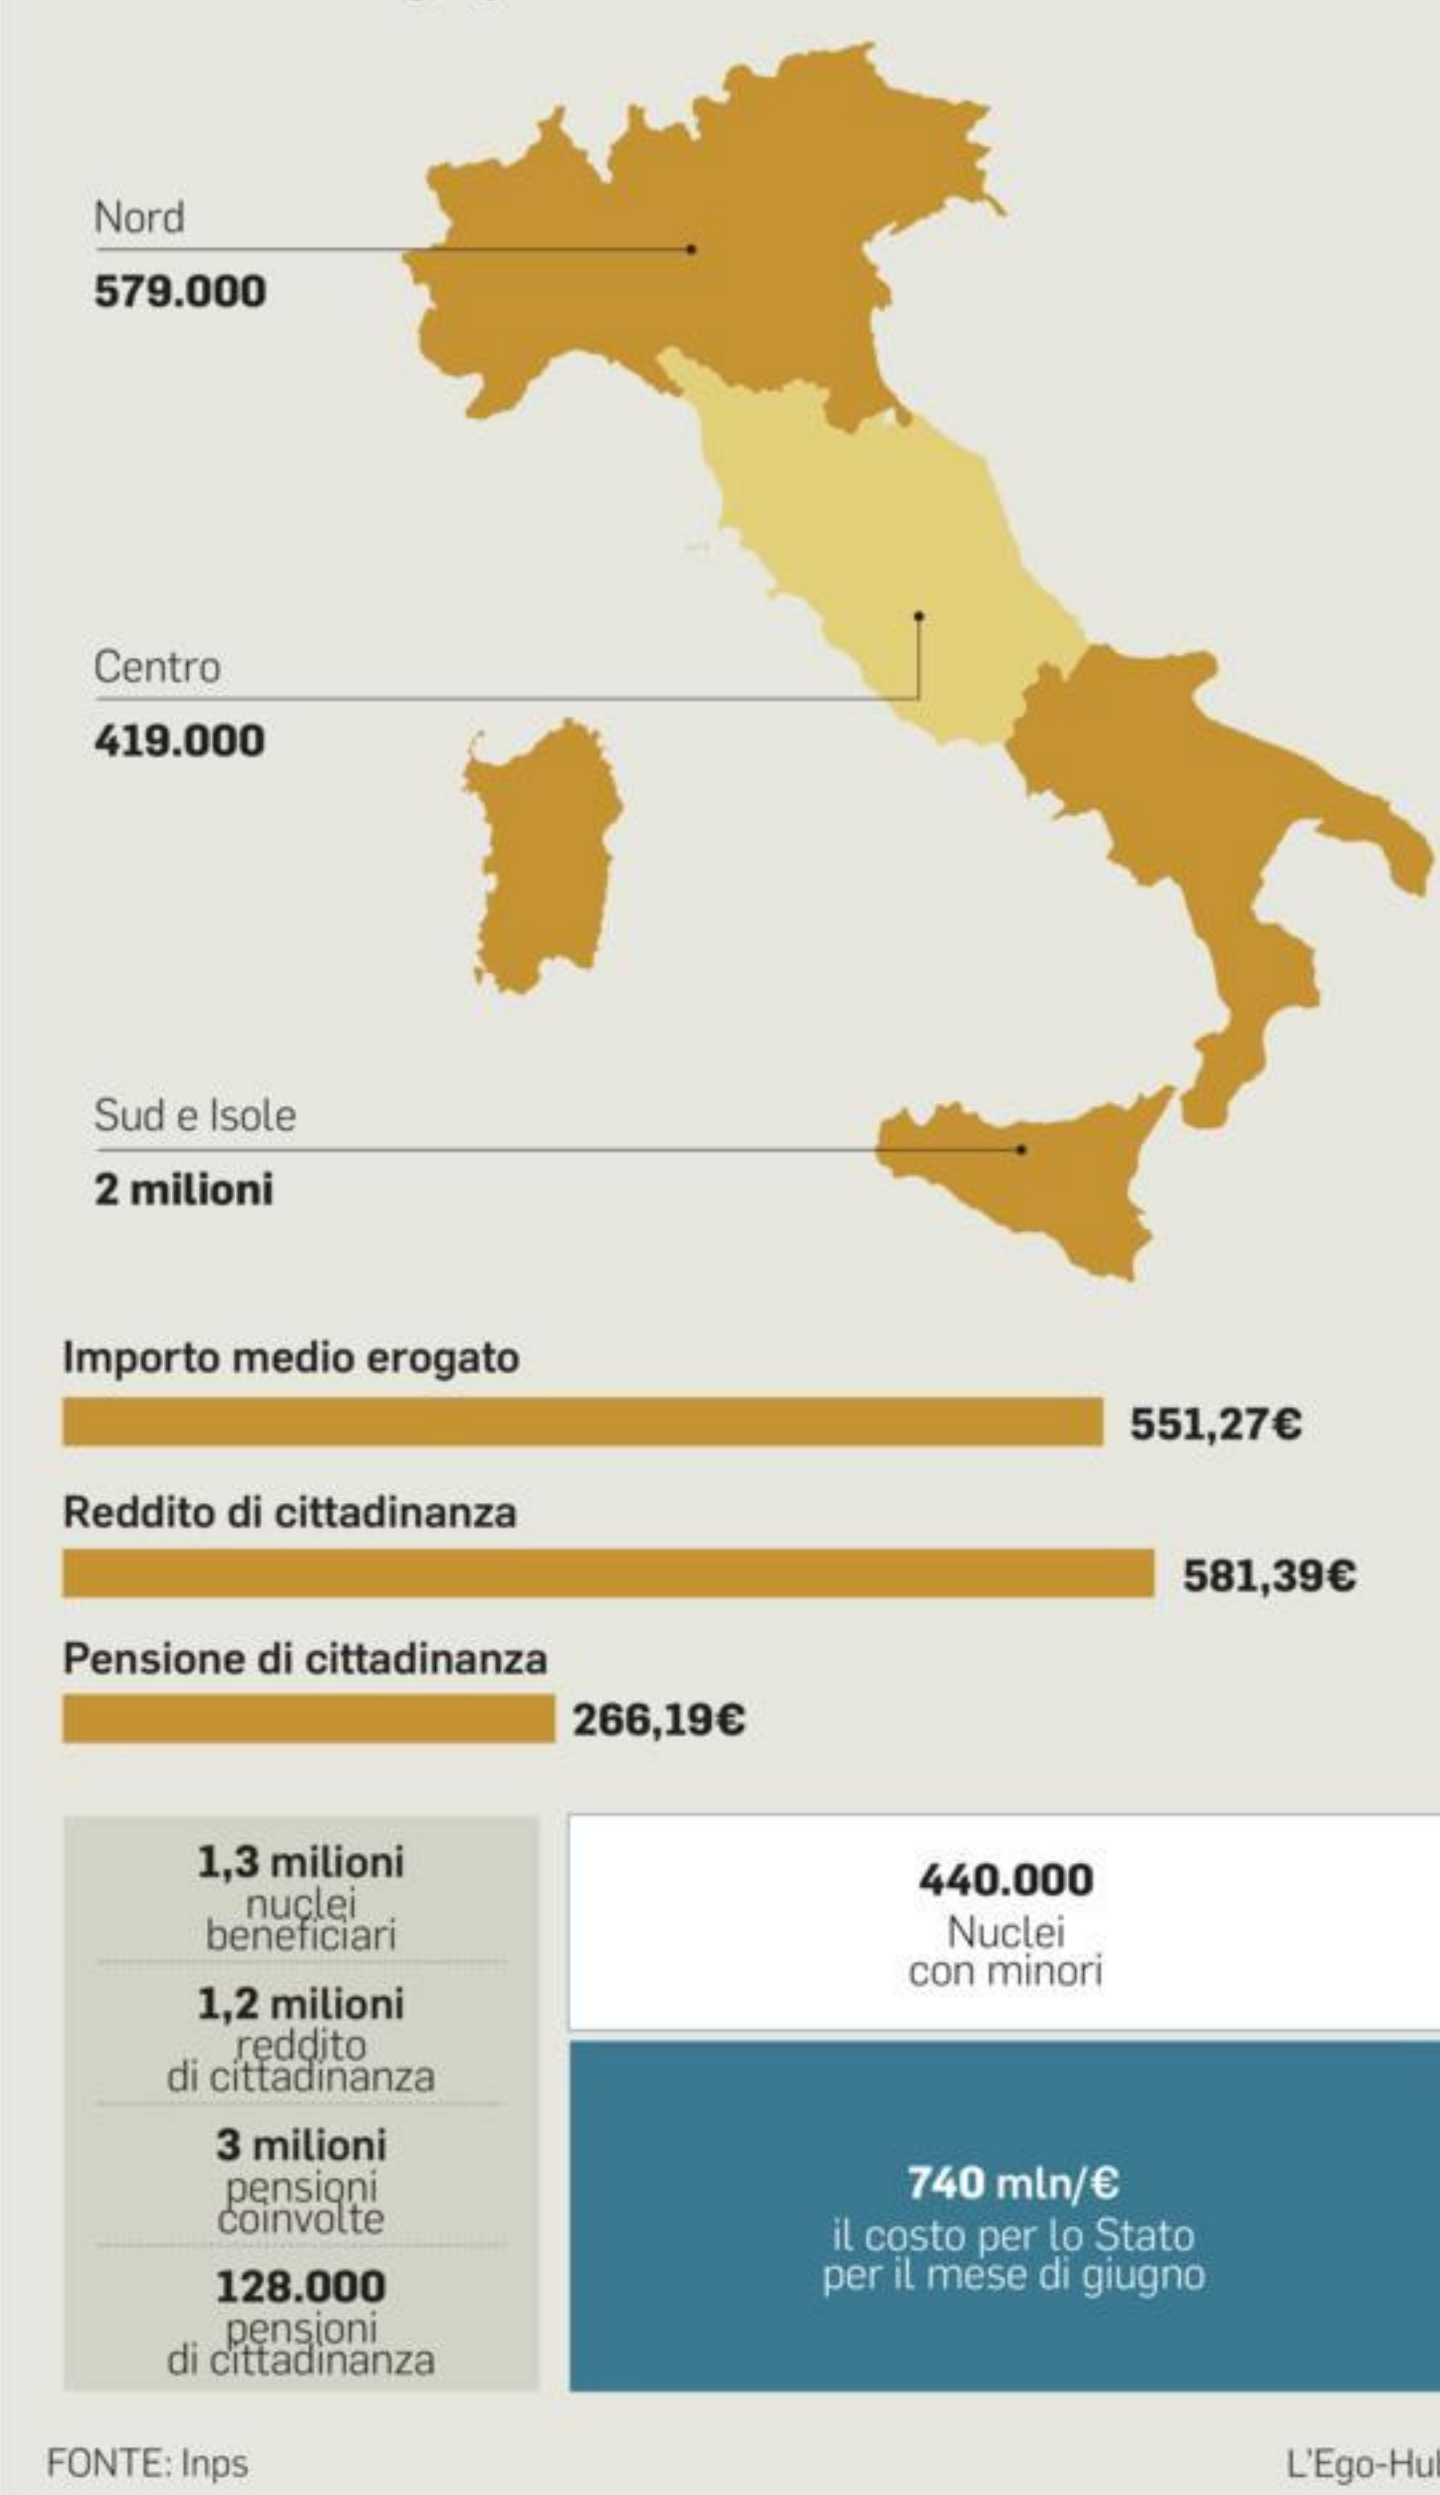 Nord
579.000
Centro
419.000
Sud e Isole
2 milioni
Importo medio erogato
551,27€
Reddito di cittadinanza
581,39€
Pensione di cittadinanza
266,19€
1,3 milioni
nuclei
beneficiari
1,2 milioni
reddito
di cittadinanza
3 milioni
pensioni
coinvolte
128.000
pensioni
di cittadinanza
440.000
Nuclei
con minori
740 mln/€
il costo per lo Stato
per il mese di giugno
FONTE: Inps
L'Ego-Hu